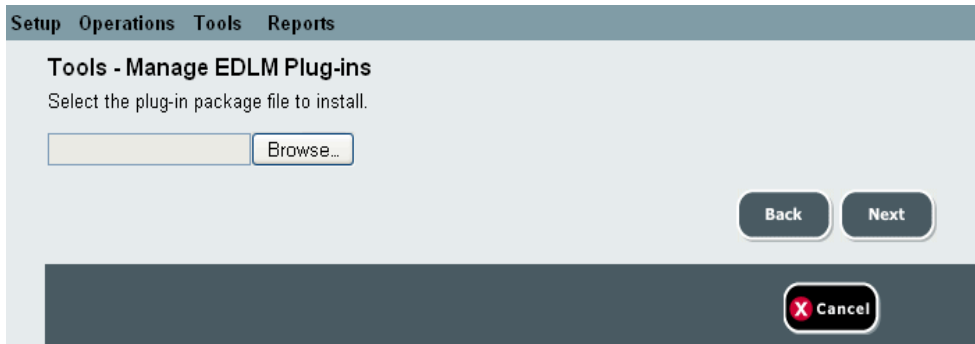 Setup Operations Tools Reports
Tools - Manage EDLM Plug-ins
Select the plug-in package file to install.
Browse...
Back Next
X Cancel